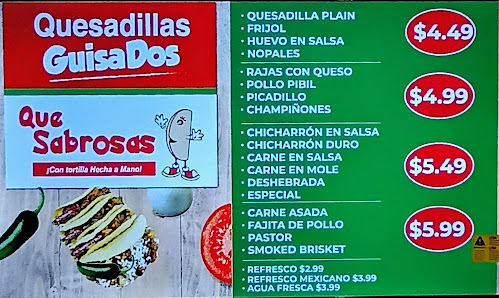 Quesadillas
GuisaDos
Que
Sabrosas
¡Con tortilla Hecha a Mano!
• QUESADILLA PLAIN
• FRIJOL
• HUEVO EN SALSA
• NOPALES
$4.49
• RAJAS CON QUESO
• POLLO PIBIL
• PICADILLO
• CHAMPIÑONES
$4.99
• CHICHARRÓN EN SALSA
• CHICHARRÓN DURO
• CARNE EN SALSA
• CARNE EN MOLE
• DESHEBRADA
• ESPECIAL
$5.49
• CARNE ASADA
• FAJITA DE POLLO
• PASTOR
• SMOKED BRISKET
$5.99
• REFRESCO $2.99
• REFRESCO MEXICANO $3.99
• AGUA FRESCA $3.99